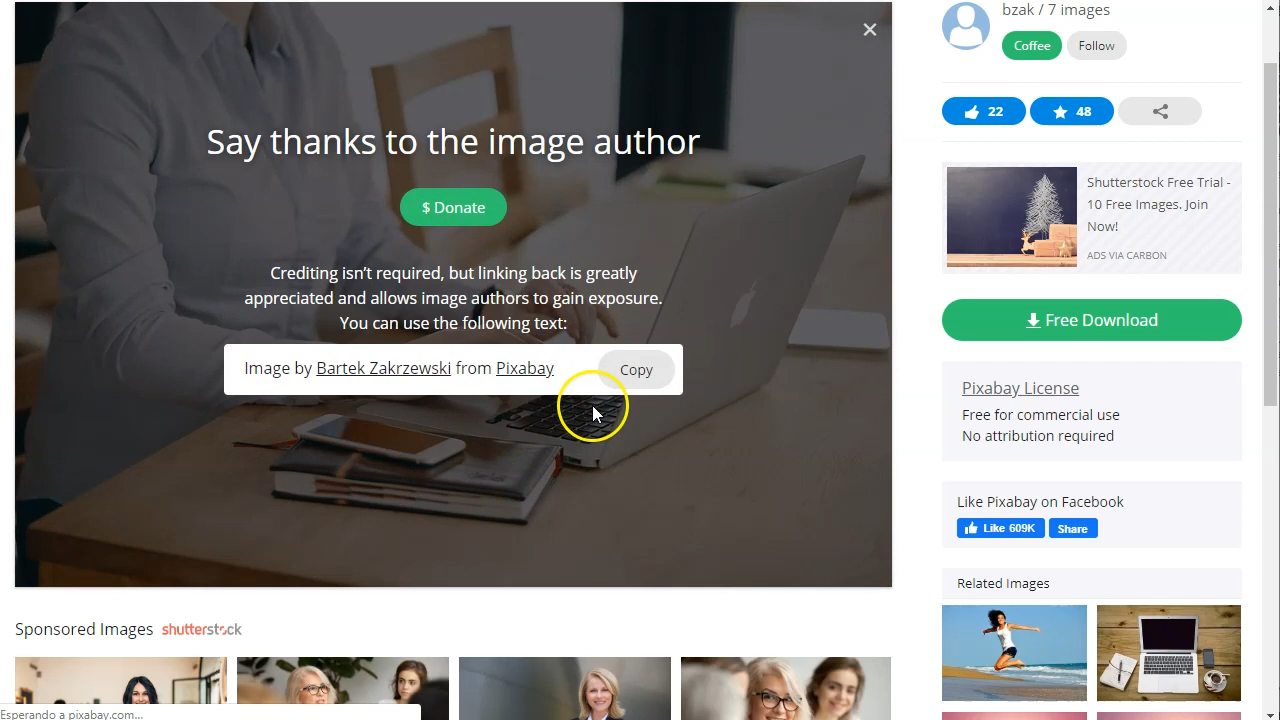 Say thanks to the image author
$ Donate
Crediting isn't required, but linking back is greatly
appreciated and allows image authors to gain exposure.
You can use the following text:
Image by Bartek Zakrzewski from Pixabay
Copy
Sponsored Images shutterstock
Esperando a pixabay.com...
bzak / 7 images
Coffee
Follow
22
48
Shutterstock Free Trial -
10 Free Images. Join
Now!
ADS VIA CARBON
Free Download
Pixabay License
Free for commercial use
No attribution required
Like Pixabay on Facebook
Like 609K
Share
Related Images